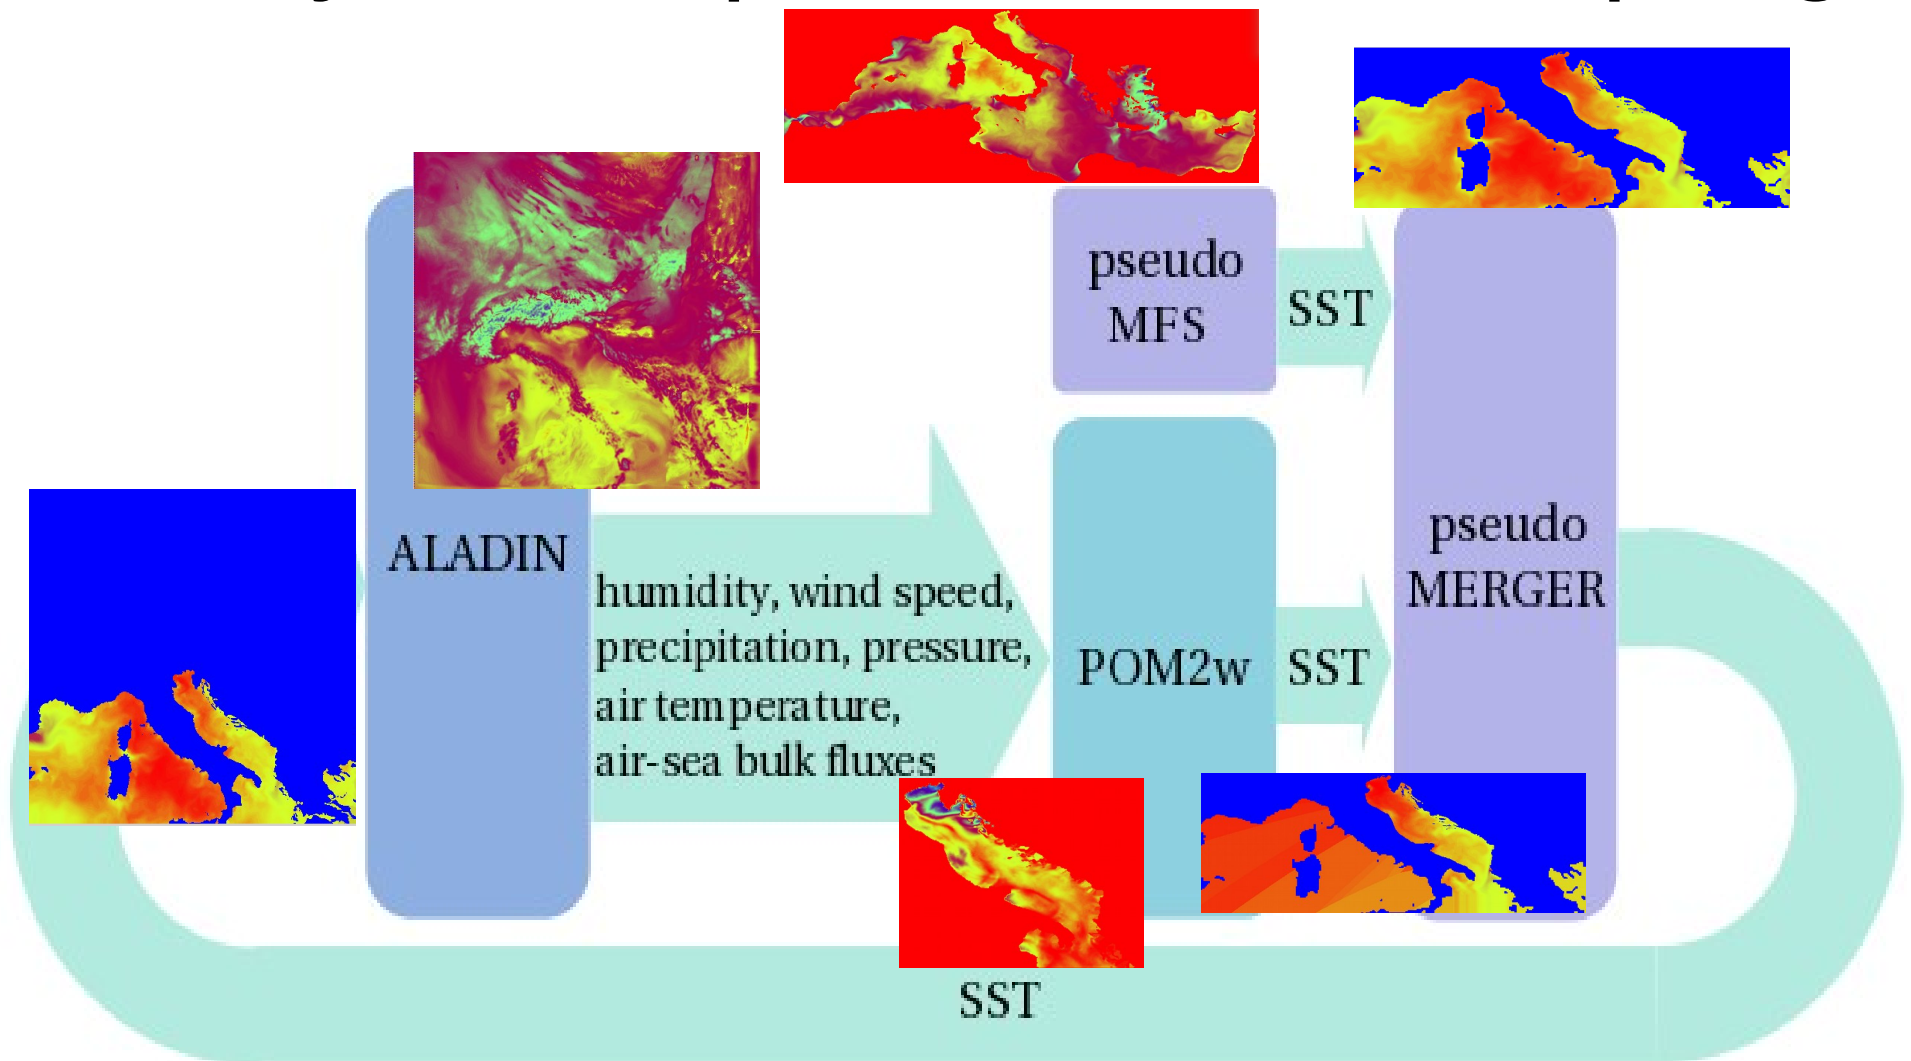 pseudo
MFS
SST
ALADIN
humidity, wind speed,
precipitation, pressure,
air temperature,
air-sea bulk fluxes
POM2w
SST
pseudo
MERGER
SST